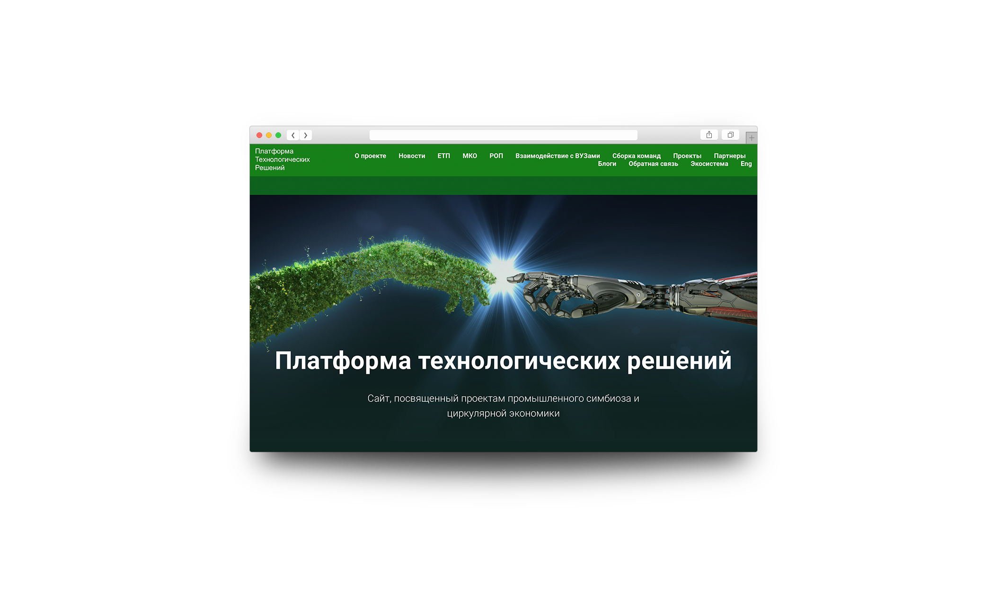 Платформа
Технологических
Решений
О проекте Новости ЕТП МКО РОП Взаимодействие с ВУЗами Сборка команд Проекты Партнеры
Блоги Обратная связь Экосистема Eng
Платформа технологических решений
Сайт, посвященный проектам промышленного симбиоза и
циркулярной экономики